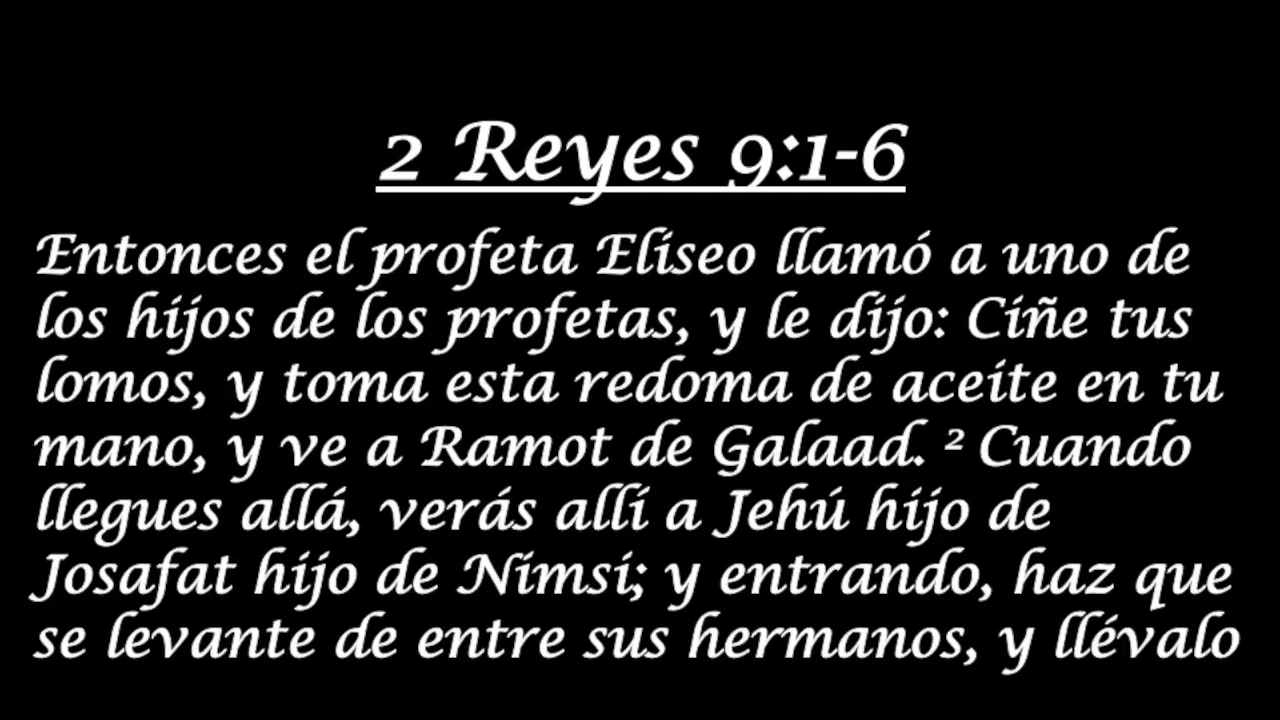 2 Reyes 9:1-6
Entonces el profeta Eliseo llamó a uno de
los hijos de los profetas, y le dijo: Ciñe tus
lomos, y toma esta redoma de aceite en tu
mano, y ve a Ramot de Galaad. ² Cuando
llegues allá, verás allí a Jehú hijo de
Josafat hijo de Nimsi; y entrando, haz que
se levante de entre sus hermanos, y llévalo